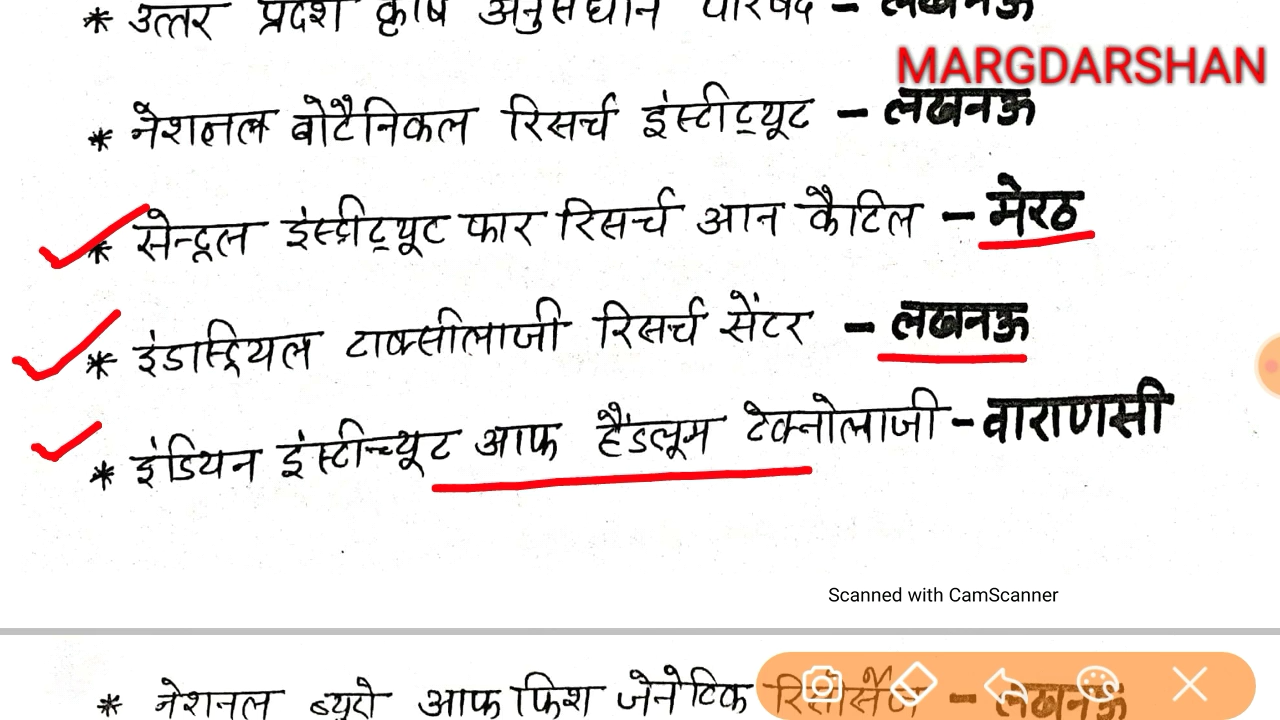 * उत्तर प्रदेश कृषि अनुसंधान परिषद - लखनऊ
MARGDARSHAN
* नेशनल बोटैनिकल रिसर्च इंस्टीट्यूट - लखनऊ
* सेन्ट्रल इंस्टीट्यूट फार रिसर्च आन कैटिल - मेरठ
* इंडास्ट्रियल टाक्सीलाजी रिसर्च सेंटर - लखनऊ
* इंडियन इंस्टीच्यूट आफ हैंडलूम टेक्नोलाजी - वाराणसी
Scanned with CamScanner
* नेशनल ब्यूरो आफ फिश जेनेटिक रिसोर्सेज - लखनऊ